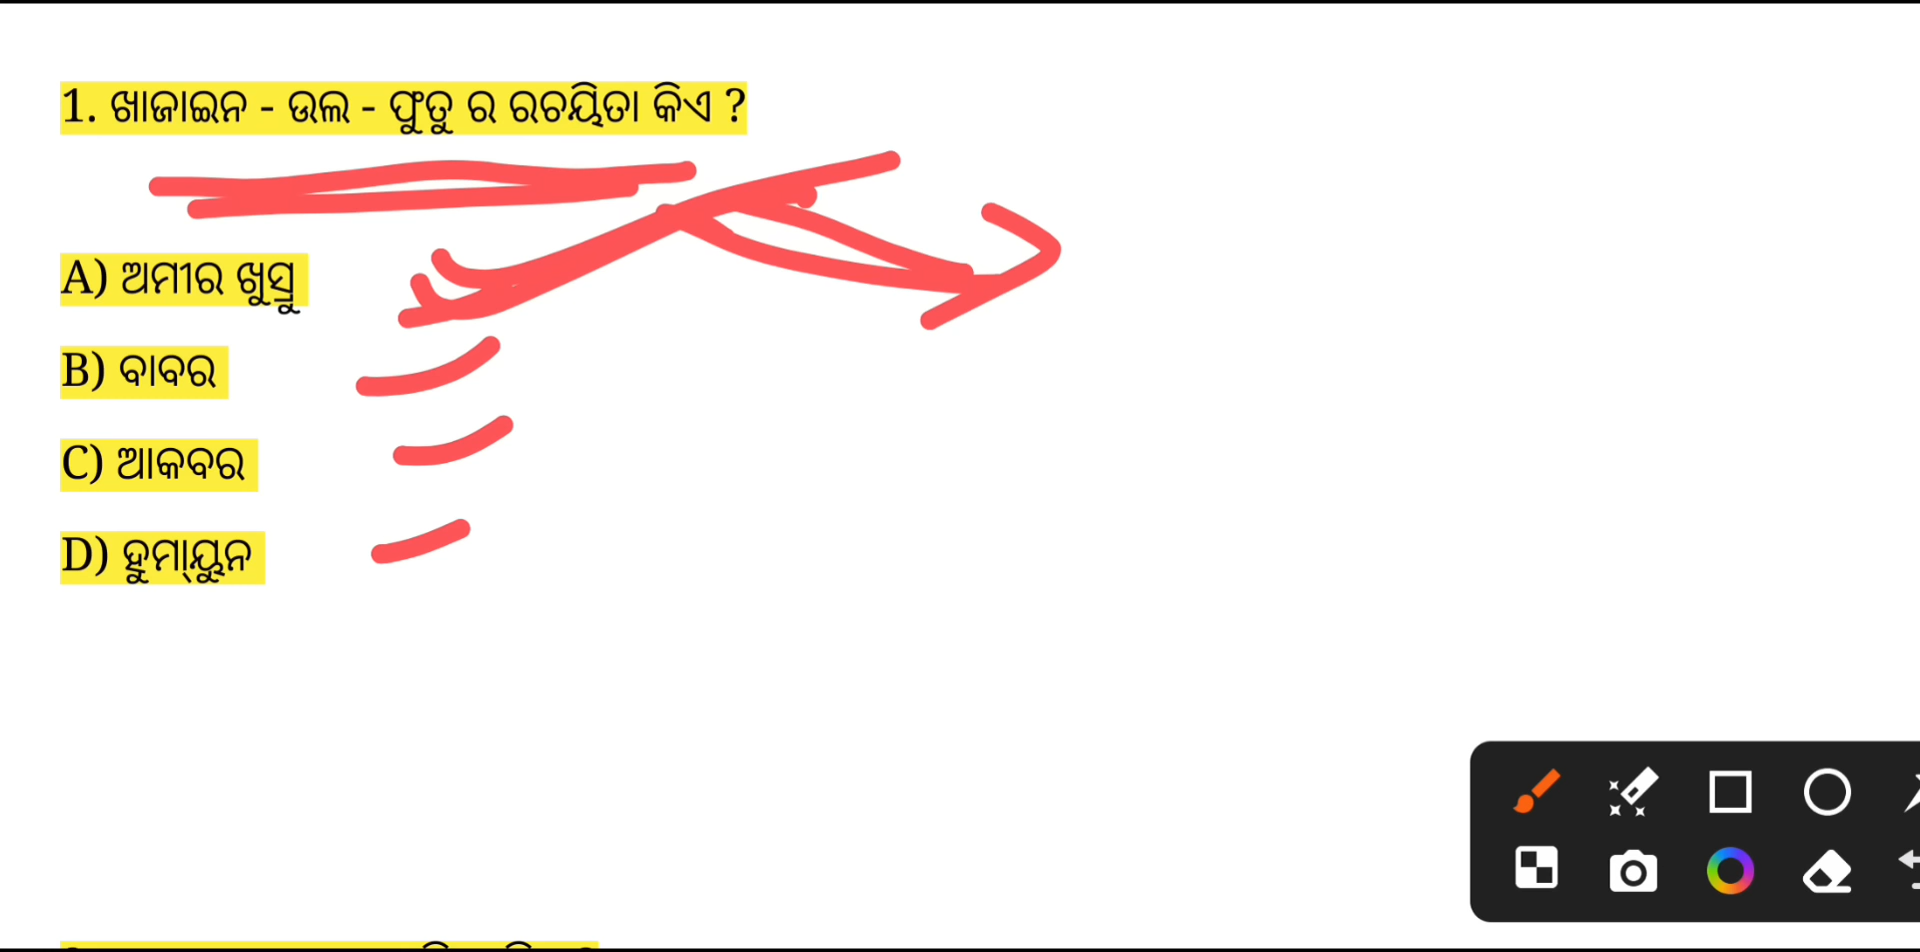 1. ଖାଜାଇନ - ଉଲ - ଫୁତୁ ର ରଚୟିତା କିଏ ?
A) ଅମୀର ଖୁସ୍ରୁ
B) ବାବର
C) ଆକବର
D) ହୁମା୍ୟୁନ